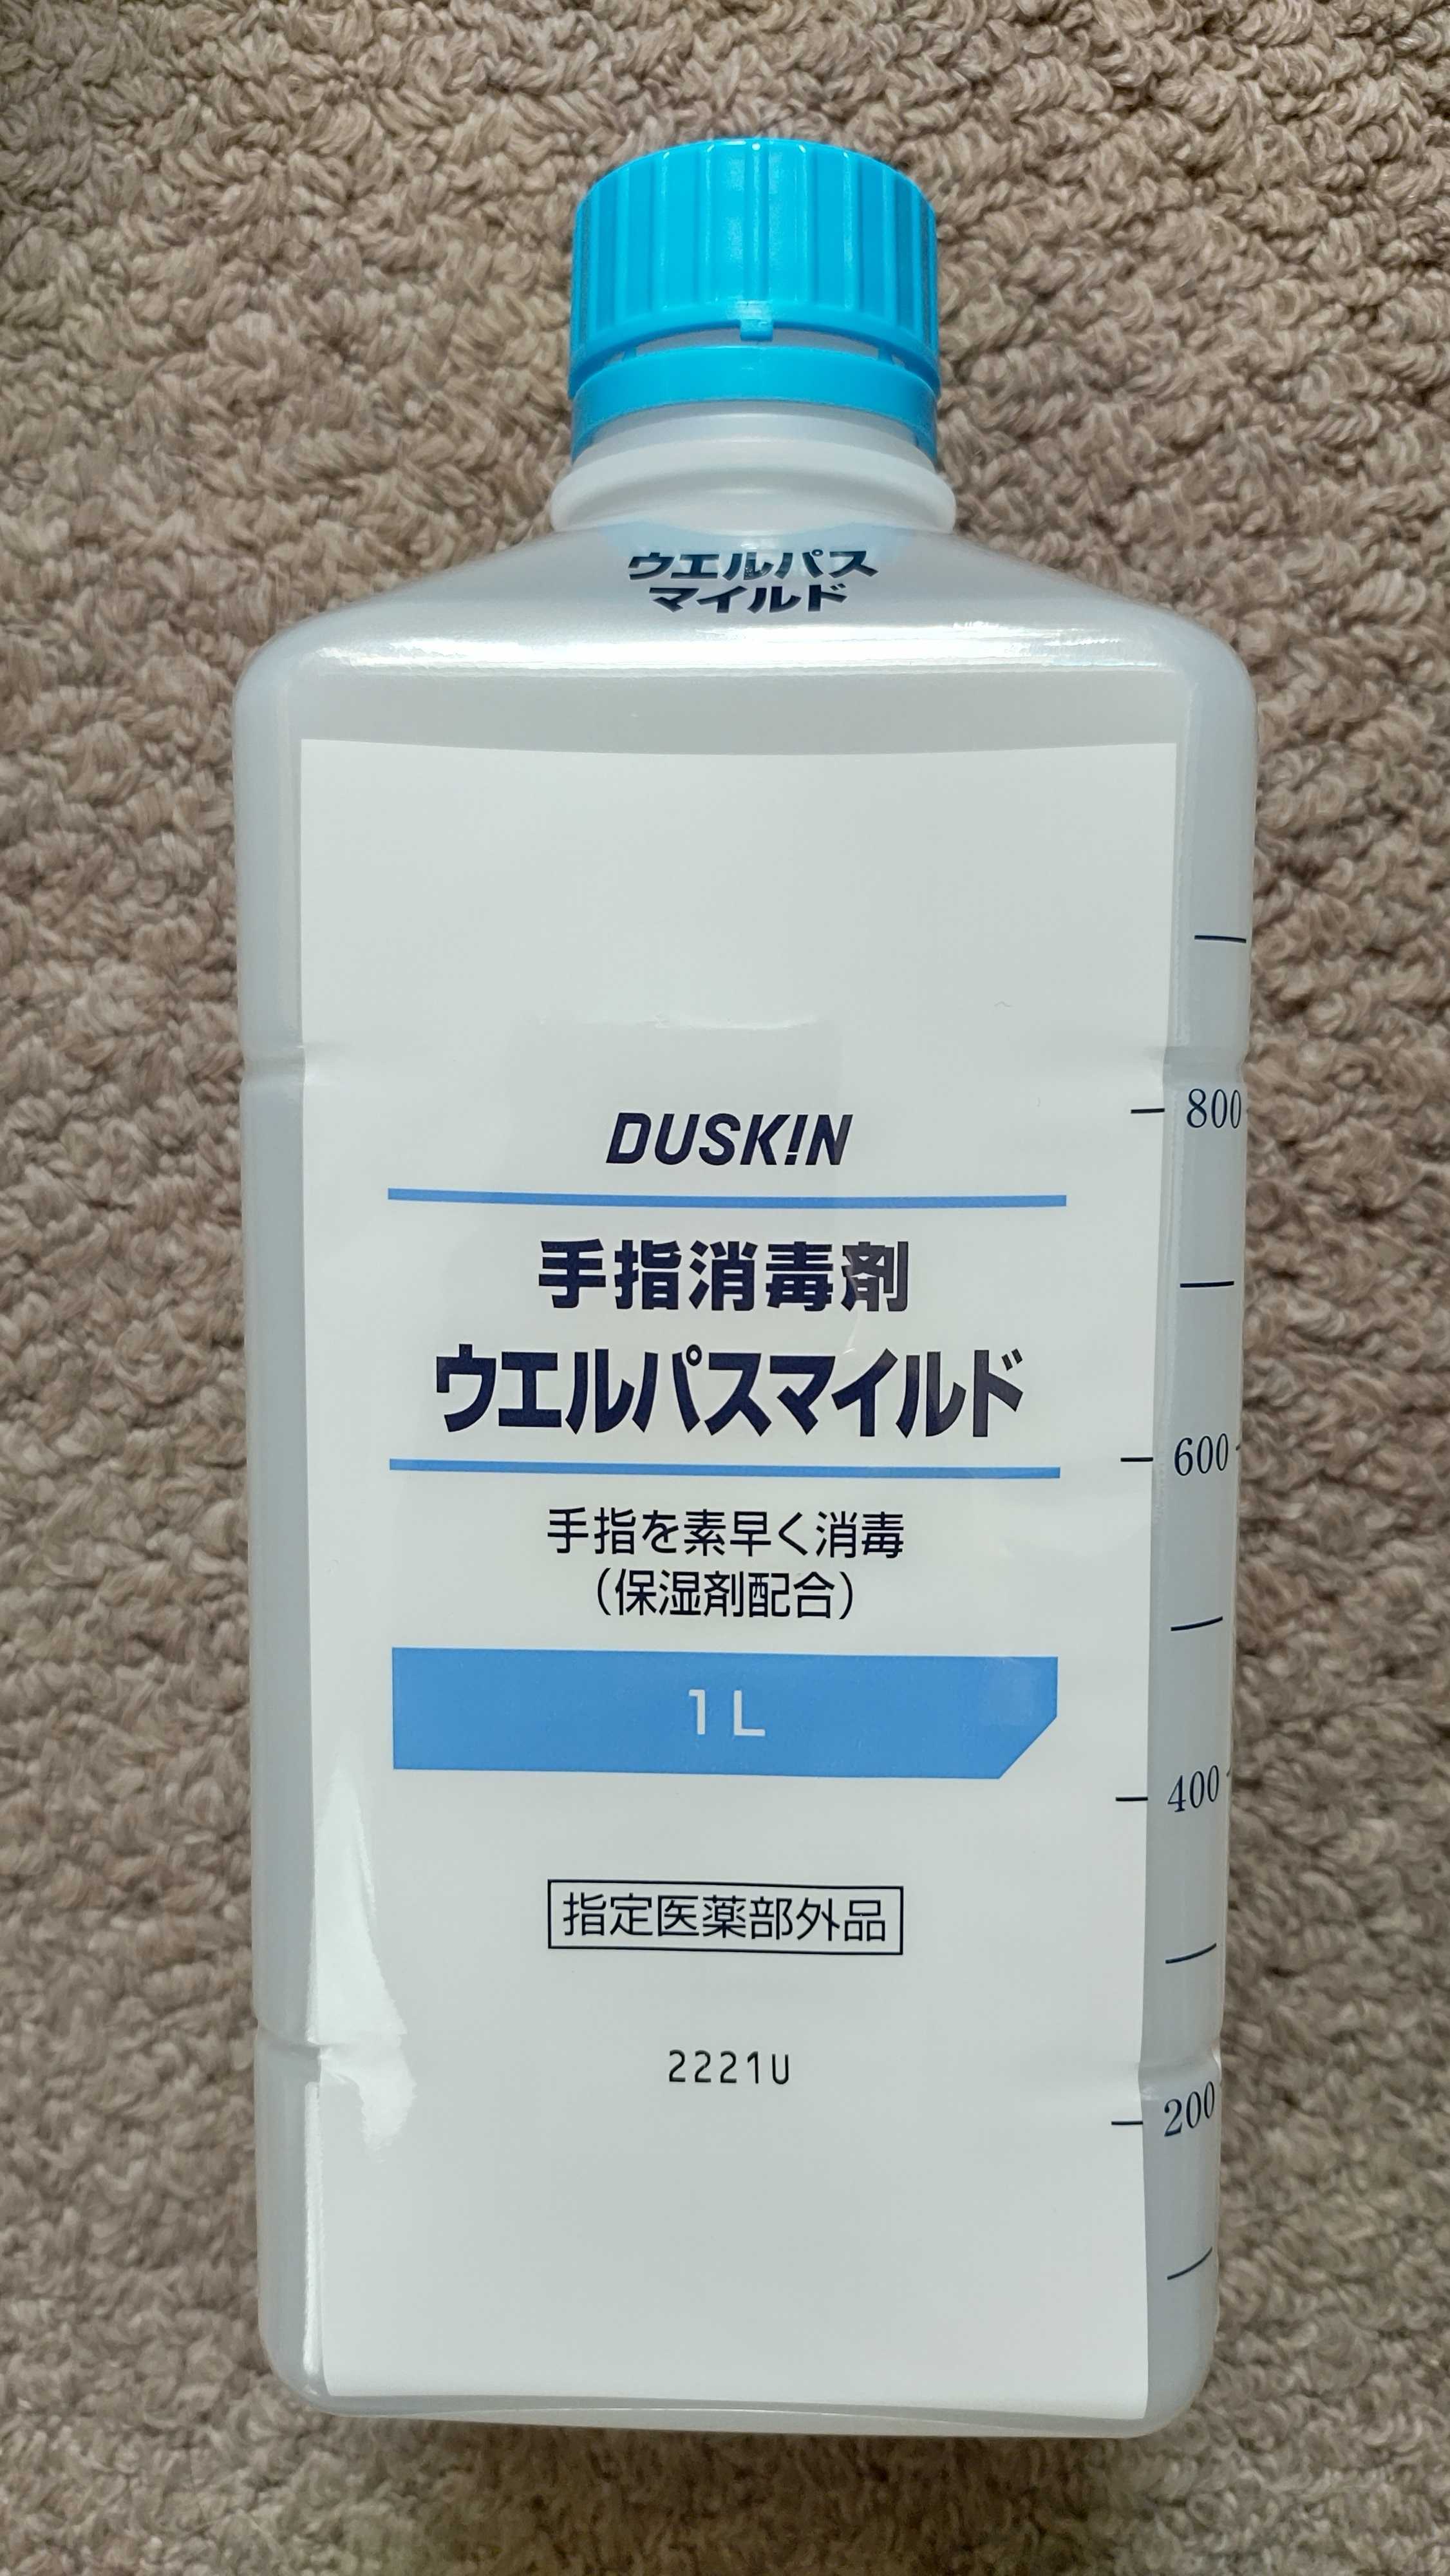 ウエルパス
マイルド
DUSK!N
手指消毒剤
ウエルパスマイルド
手指を素早く消毒
（保湿剤配合）
1L
指定医薬部外品
2221U
800
600
400
200